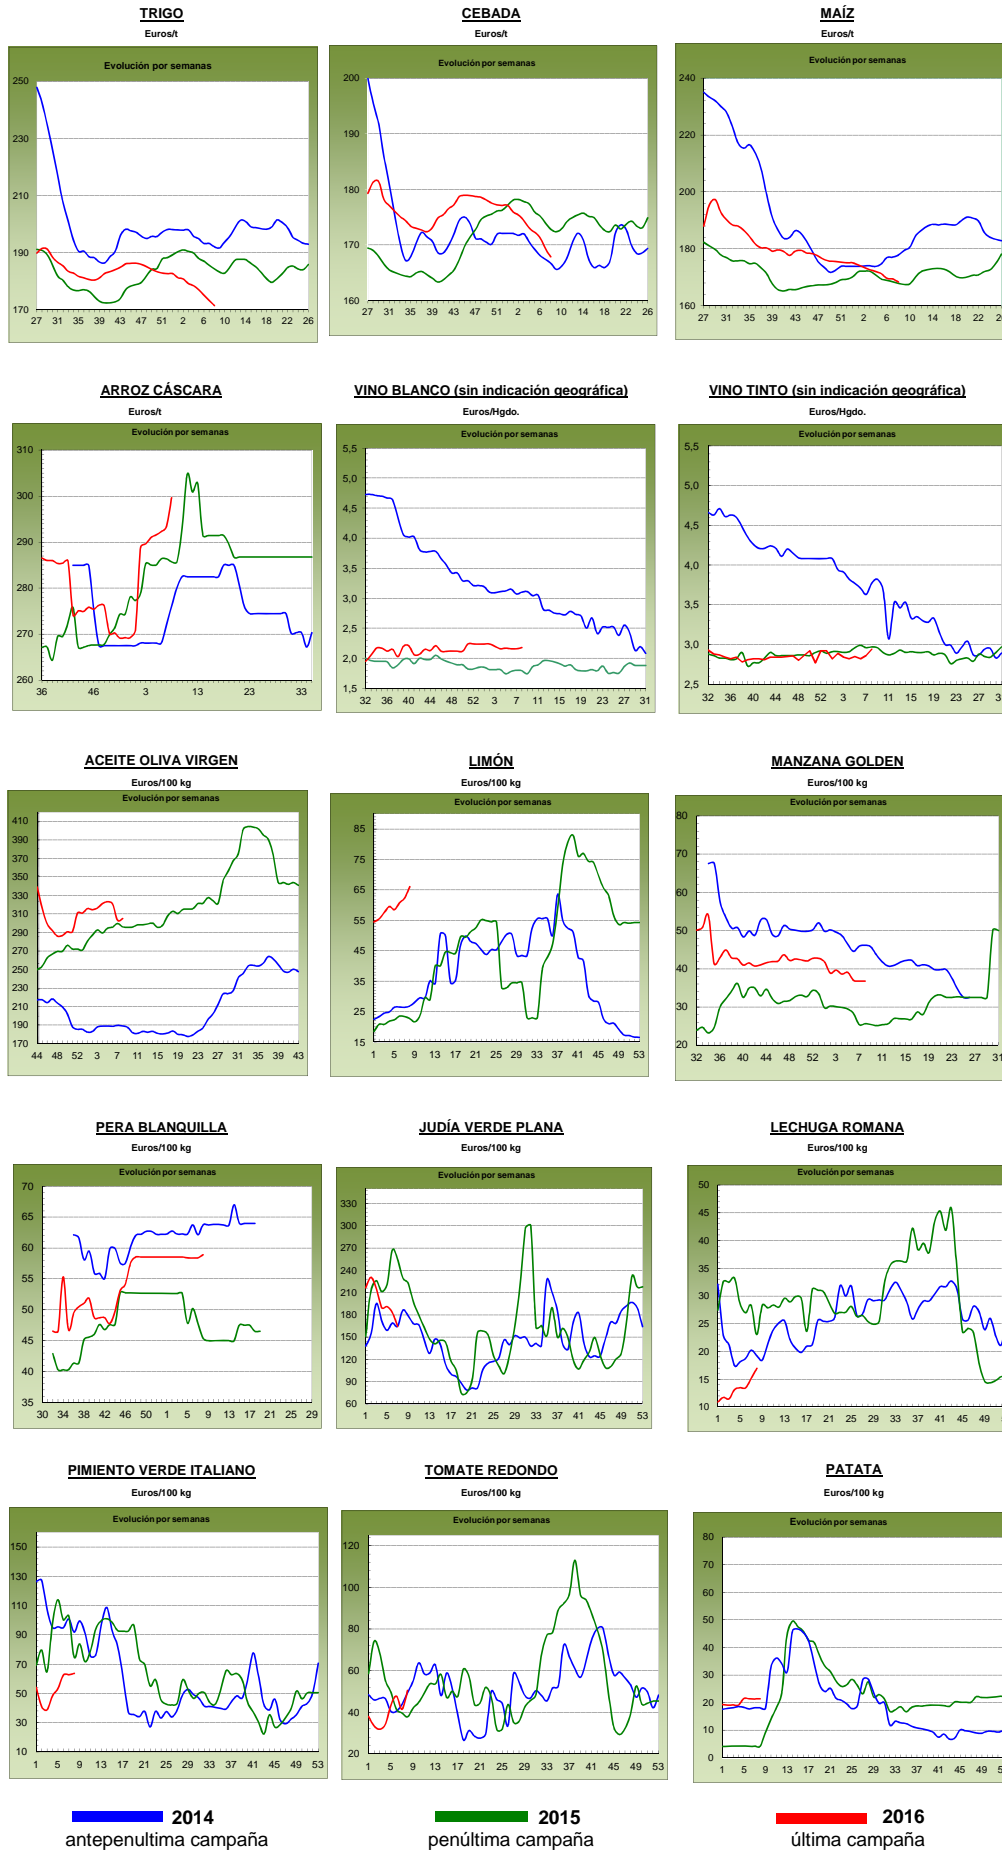 TRIGO
Euros/t
Evolución por semanas
250
230
210
190
170
27 31 35 39 43 47 51 2 6 10 14 18 22 26
CEBADA
Euros/t
Evolución por semanas
200
190
180
170
160
27 31 35 39 43 47 51 2 6 10 14 18 22 26
MAÍZ
Euros/t
Evolución por semanas
240
220
200
180
160
27 31 35 39 43 47 51 2 6 10 14 18 22 26
ARROZ CÁSCARA
Euros/t
Evolución por semanas
310
300
290
280
270
260
36 46 3 13 23 33
VINO BLANCO (sin indicación geográfica)
Euros/Hgdo.
Evolución por semanas
5,5
5,0
4,5
4,0
3,5
3,0
2,5
2,0
1,5
32 36 40 44 48 52 3 7 11 15 19 23 27 31
VINO TINTO (sin indicación geográfica)
Euros/Hgdo.
Evolución por semanas
5,5
5,0
4,5
4,0
3,5
3,0
2,5
32 36 40 44 48 52 3 7 11 15 19 23 27 3
ACEITE OLIVA VIRGEN
Euros/100 kg
Evolución por semanas
410
390
370
350
330
310
290
270
250
230
210
190
170
44 48 52 3 7 11 15 19 23 27 31 35 39 43
LIMÓN
Euros/100 kg
Evolución por semanas
85
75
65
55
45
35
25
15
1 5 9 13 17 21 25 29 33 37 41 45 49 53
MANZANA GOLDEN
Euros/100 kg
Evolución por semanas
80
70
60
50
40
30
20
32 36 40 44 48 52 3 7 11 15 19 23 27 31
PERA BLANQUILLA
Euros/100 kg
Evolución por semanas
70
65
60
55
50
45
40
35
30 34 38 42 46 50 1 5 9 13 17 21 25 29
JUDÍA VERDE PLANA
Euros/100 kg
Evolución por semanas
330
300
270
240
210
180
150
120
90
60
1 5 9 13 17 21 25 29 33 37 41 45 49 53
LECHUGA ROMANA
Euros/100 kg
Evolución por semanas
50
45
40
35
30
25
20
15
10
1 5 9 13 17 21 25 29 33 37 41 45 49
PIMIENTO VERDE ITALIANO
Euros/100 kg
Evolución por semanas
150
130
110
90
70
50
30
10
1 5 9 13 17 21 25 29 33 37 41 45 49 53
TOMATE REDONDO
Euros/100 kg
Evolución por semanas
120
100
80
60
40
20
1 5 9 13 17 21 25 29 33 37 41 45 49 53
PATATA
Euros/100 kg
Evolución por semanas
80
70
60
50
40
30
20
10
0
1 5 9 13 17 21 25 29 33 37 41 45 49
2014
antepenultima campaña
2015
penúltima campaña
2016
última campaña